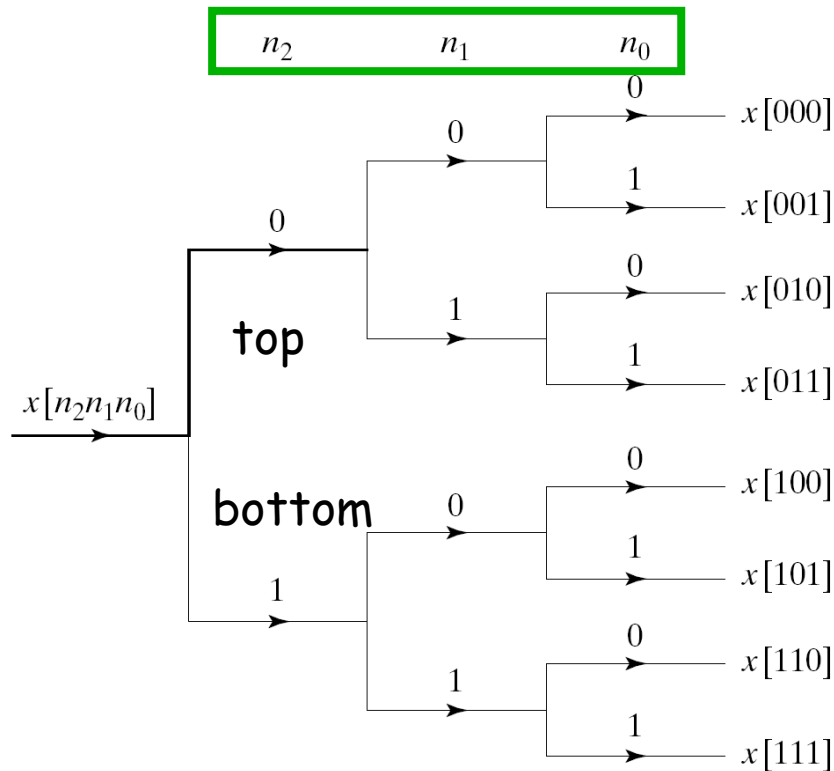 n₂ n₁ n₀
0
x[000]
0
1
x[001]
0
0
x[010]
1
top
1
x[011]
x[n₂n₁n₀]
0
x[100]
bottom
0
1
x[101]
1
0
x[110]
1
1
x[111]